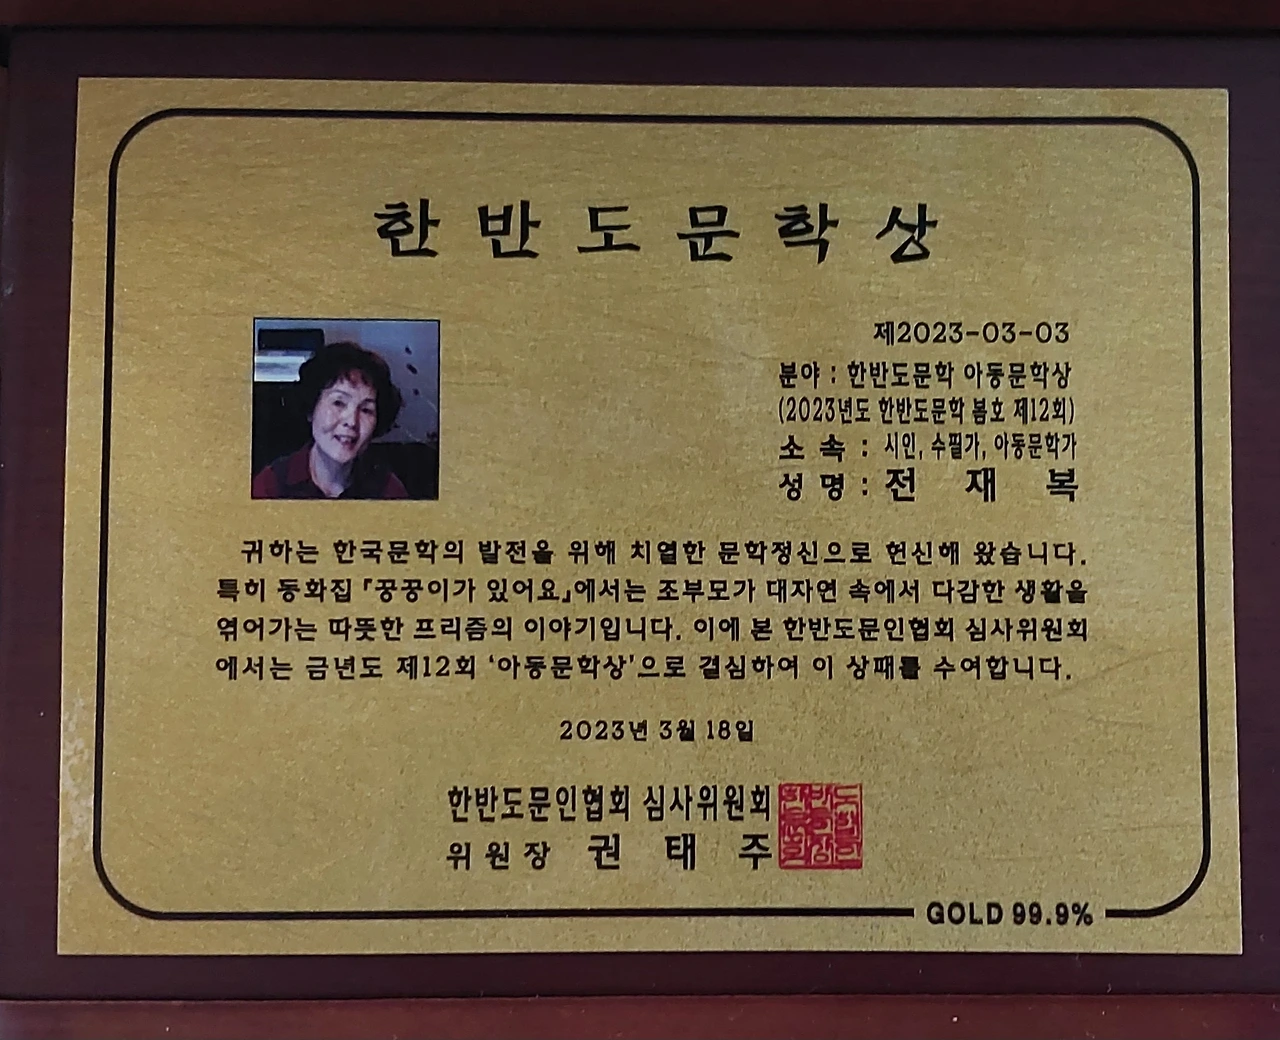 한반도문학상
제2023-03-03
분야 : 한반도문학 아동문학상
(2023년도 한반도문학 봄호 제12회)
소 속 : 시인, 수필가, 아동문학가
성 명 : 전 재 복
귀하는 한국문학의 발전을 위해 치열한 문학정신으로 헌신해 왔습니다.
특히 동화집 『꿍꿍이가 있어요』에서는 조부모가 대자연 속에서 다감한 생활을
엮어가는 따뜻한 프리즘의 이야기입니다. 이에 본 한반도문인협회 심사위원회
에서는 금년도 제12회 ‘아동문학상’으로 결심하여 이 상패를 수여합니다.
2023년 3월 18일
한반도문인협회 심사위원회
위 원 장 권 태 주
GOLD 99.9%